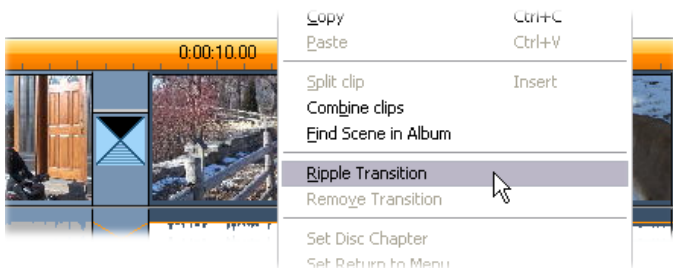 Copy Ctrl+C
0:00:10.00
Paste Ctrl+V
Split clip Insert
Combine clips
Find Scene in Album
Ripple Transition
Remove Transition
Set Disc Chapter
Set Return to Menu